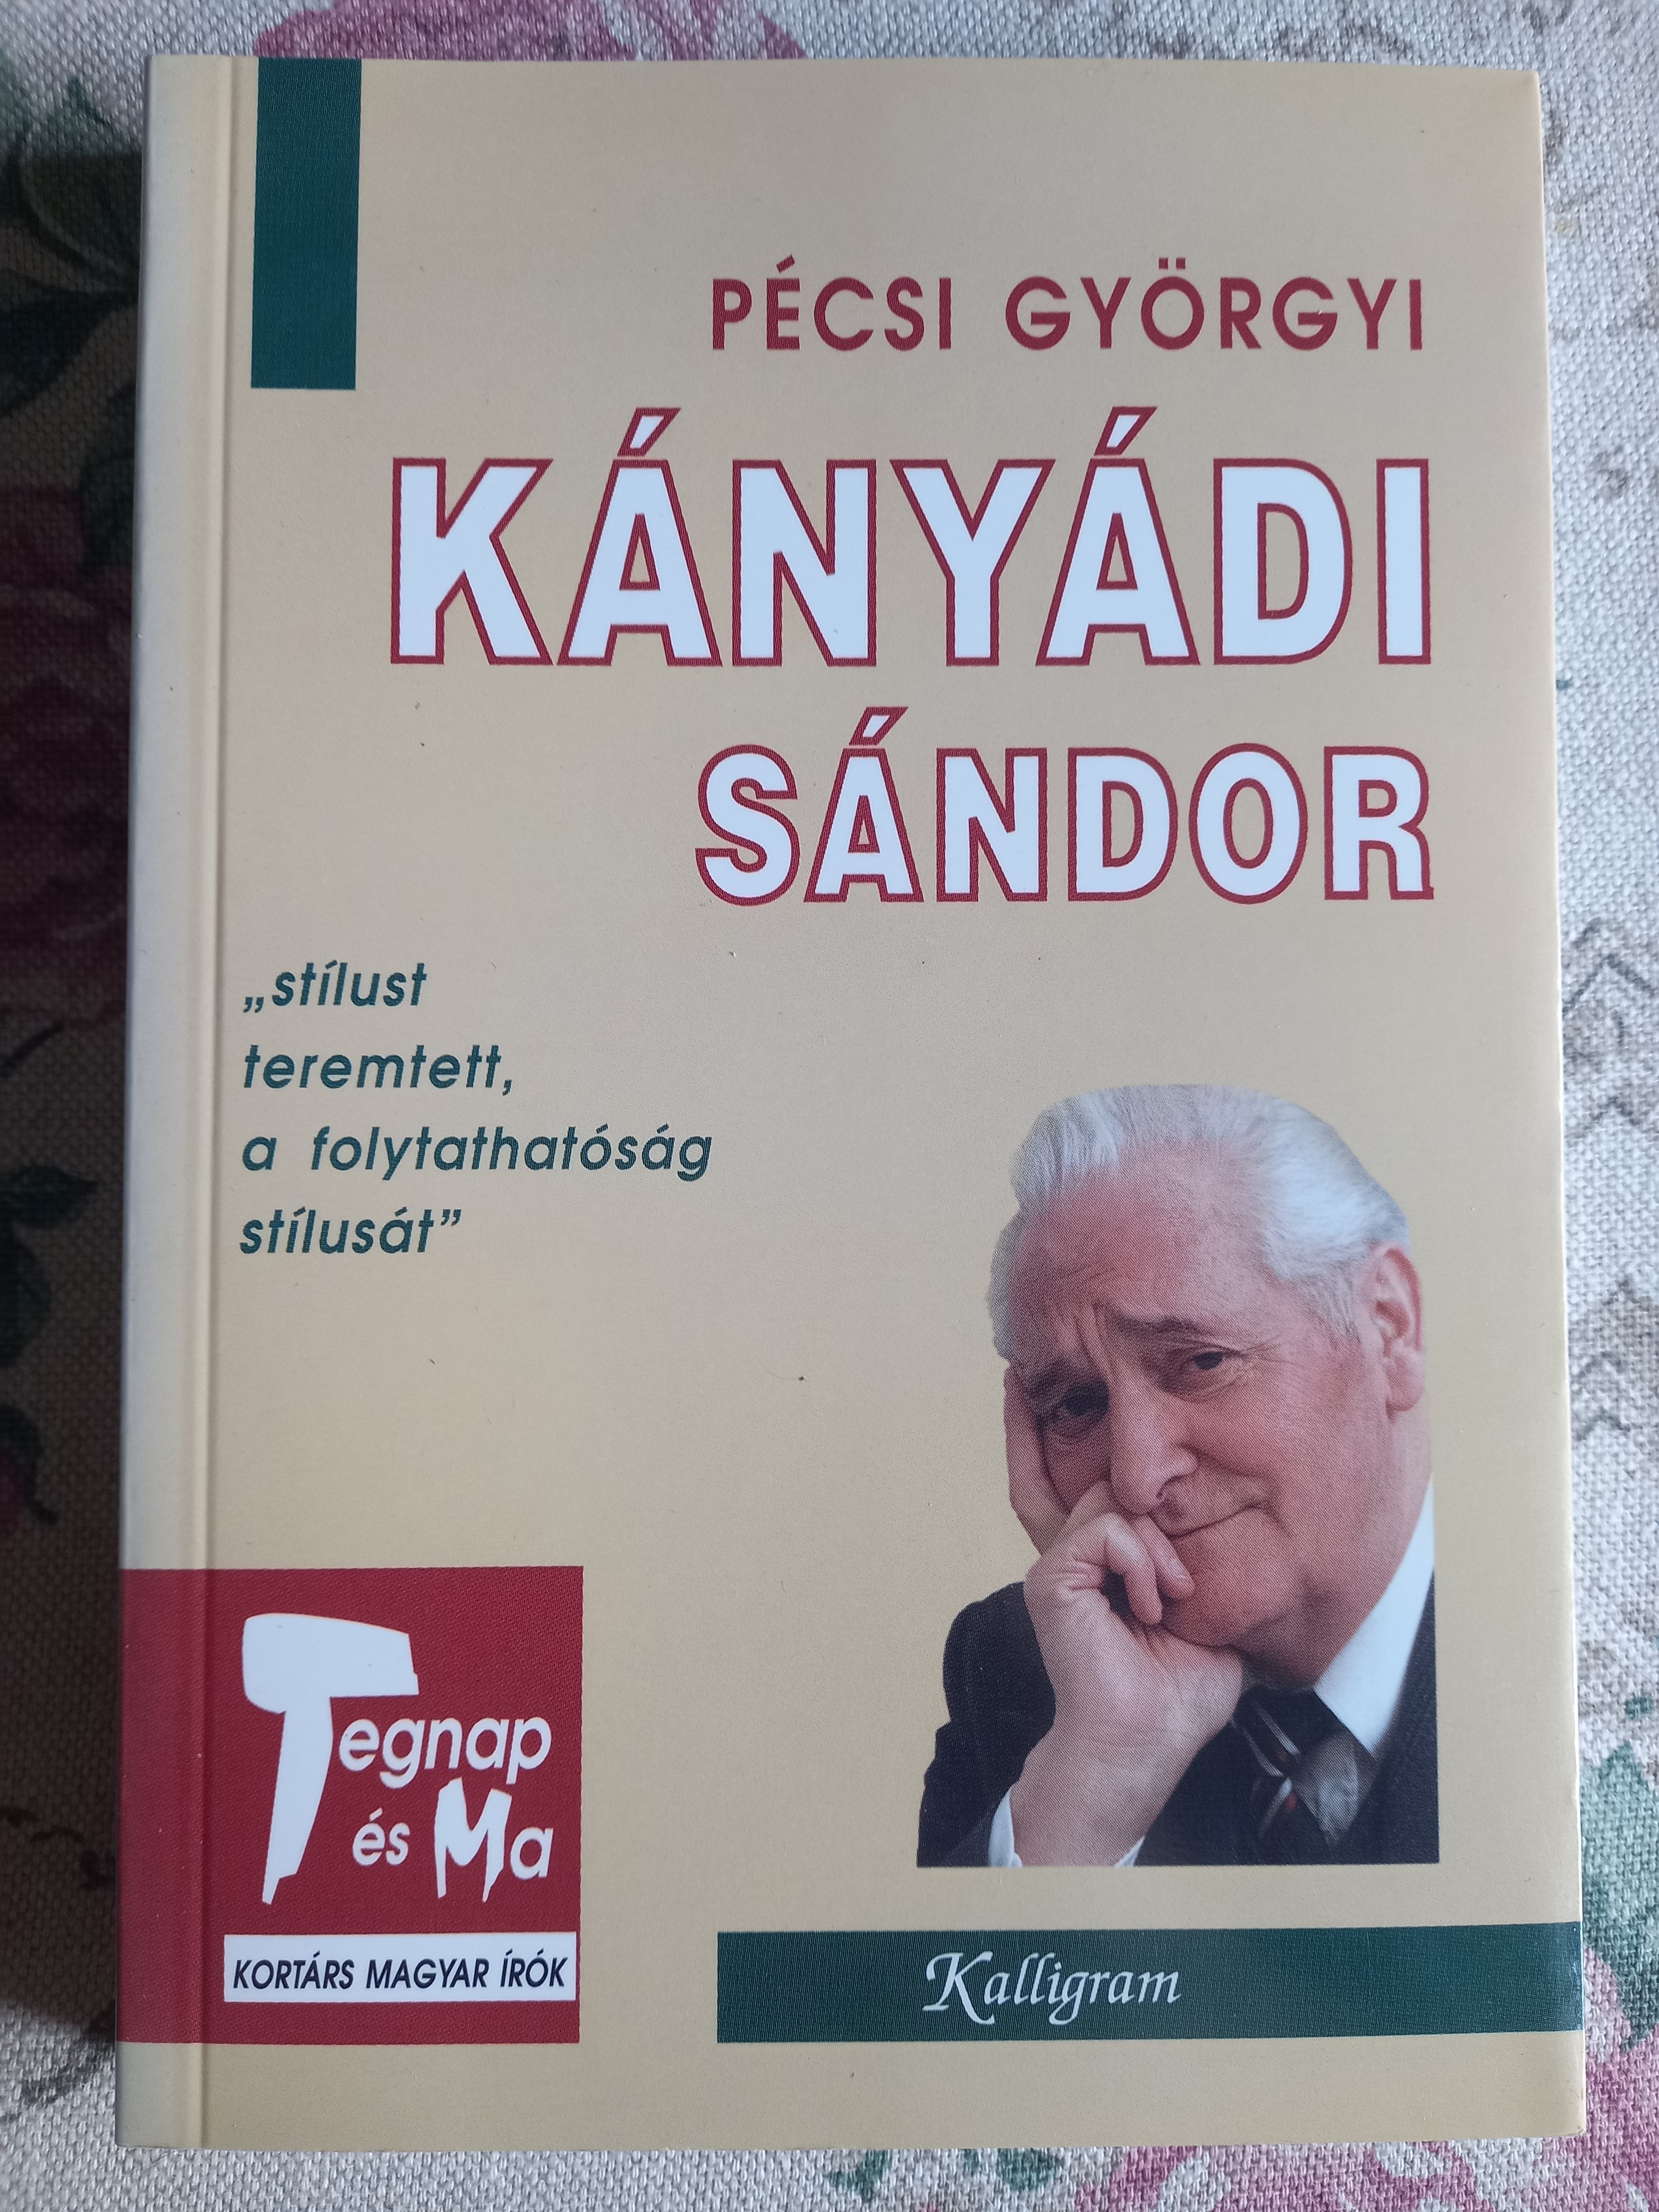 PÉCSI GYÖRGYI
KÁNYÁDI
SÁNDOR
„stílust
teremtett,
a folytathatóság
stílusát”
Tegnap
és Ma
KORTÁRS MAGYAR ÍRÓK
Kalligram